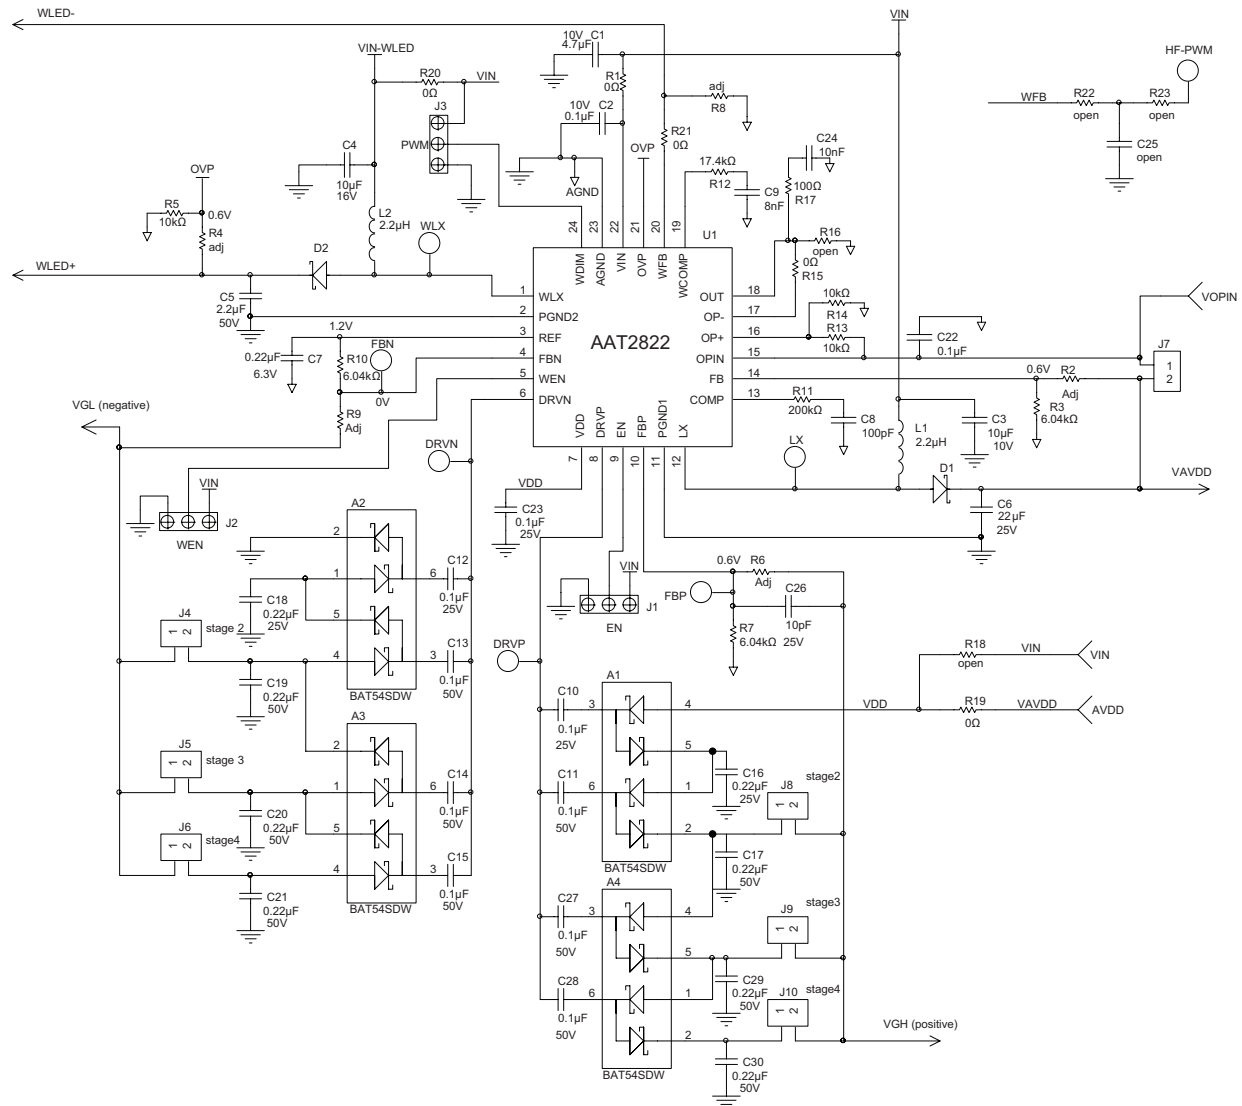 WLED-
VIN
10V C1
4.7µF
VIN-WLED
HF-PWM
R20
0Ω
VIN
R1
0Ω
adj
R8
WFB
R22
open
R23
open
J3
10V C2
0.1µF
R21
0Ω
C25
open
C4
10µF
16V
PWM
OVP
C24
10nF
OVP
AGND
17.4kΩ
R12
100Ω
R17
C9
8nF
R5
10kΩ
0.6V
R4
adj
L2
2.2µH
WLX
24
23
22
21
20
19
U1
R16
open
D2
0Ω
R15
WLED+
WDIM
AGND
VIN
OVP
WFB
WCOMP
C5
2.2µF
50V
1 WLX
2 PGND2
3 REF
4 FBN
5 WEN
6 DRVN
AAT2822
OUT 18
OP- 17
OP+ 16
OPIN 15
FB 14
COMP 13
10kΩ
R14
R13
10kΩ
VOPIN
C22
0.1µF
J7
1
2
1.2V
0.22µF
C7
6.3V
R10
6.04kΩ
FBN
0V
0.6V
R2
Adj
R3
6.04kΩ
R11
200kΩ
C8
100pF
L1
2.2µH
C3
10µF
10V
VGL (negative)
R9
Adj
VDD
DRVP
EN
FBP
PGND1
LX
7
8
9
10
11
12
DRVN
LX
D1
VAVDD
VIN
J2
WEN
VDD
C23
0.1µF
25V
C6
22µF
25V
A2
2
1
6
5
4
3
C12
0.1µF
25V
C18
0.22µF
25V
VIN
J1
EN
0.6V
R6
Adj
FBP
C26
10pF
25V
R7
6.04kΩ
J4
1 2
stage 2
C13
0.1µF
50V
C19
0.22µF
50V
BAT54SDW
DRVP
R18
open
VIN
VIN
A1
3
4
VDD
R19
0Ω
VAVDD
AVDD
C10
0.1µF
25V
A3
J5
1 2
stage 3
2
1
6
5
4
3
C14
0.1µF
50V
C20
0.22µF
50V
5
C16
0.22µF
25V
C11
0.1µF
50V
6
1
2
J8
1 2
stage2
J6
1 2
stage4
C15
0.1µF
50V
C21
0.22µF
50V
BAT54SDW
C17
0.22µF
50V
BAT54SDW
A4
C27
0.1µF
50V
3
4
5
J9
1 2
stage3
C29
0.22µF
50V
C28
0.1µF
50V
6
1
2
J10
1 2
stage4
VGH (positive)
C30
0.22µF
50V
BAT54SDW